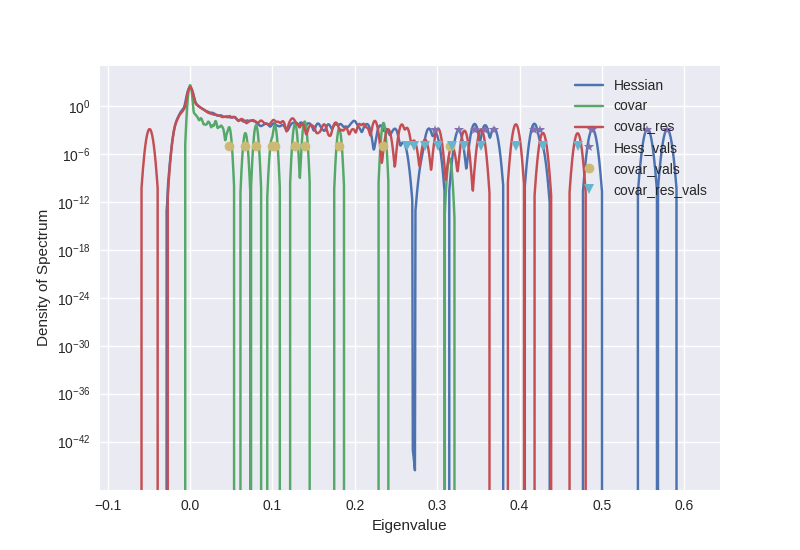 Hessian
covar
covar_res
Hess_vals
covar_vals
covar_res_vals
10⁰
10⁻⁶
10⁻¹²
10⁻¹⁸
10⁻²⁴
10⁻³⁰
10⁻³⁶
10⁻⁴²
Density of Spectrum
−0.1 0.0 0.1 0.2 0.3 0.4 0.5 0.6
Eigenvalue